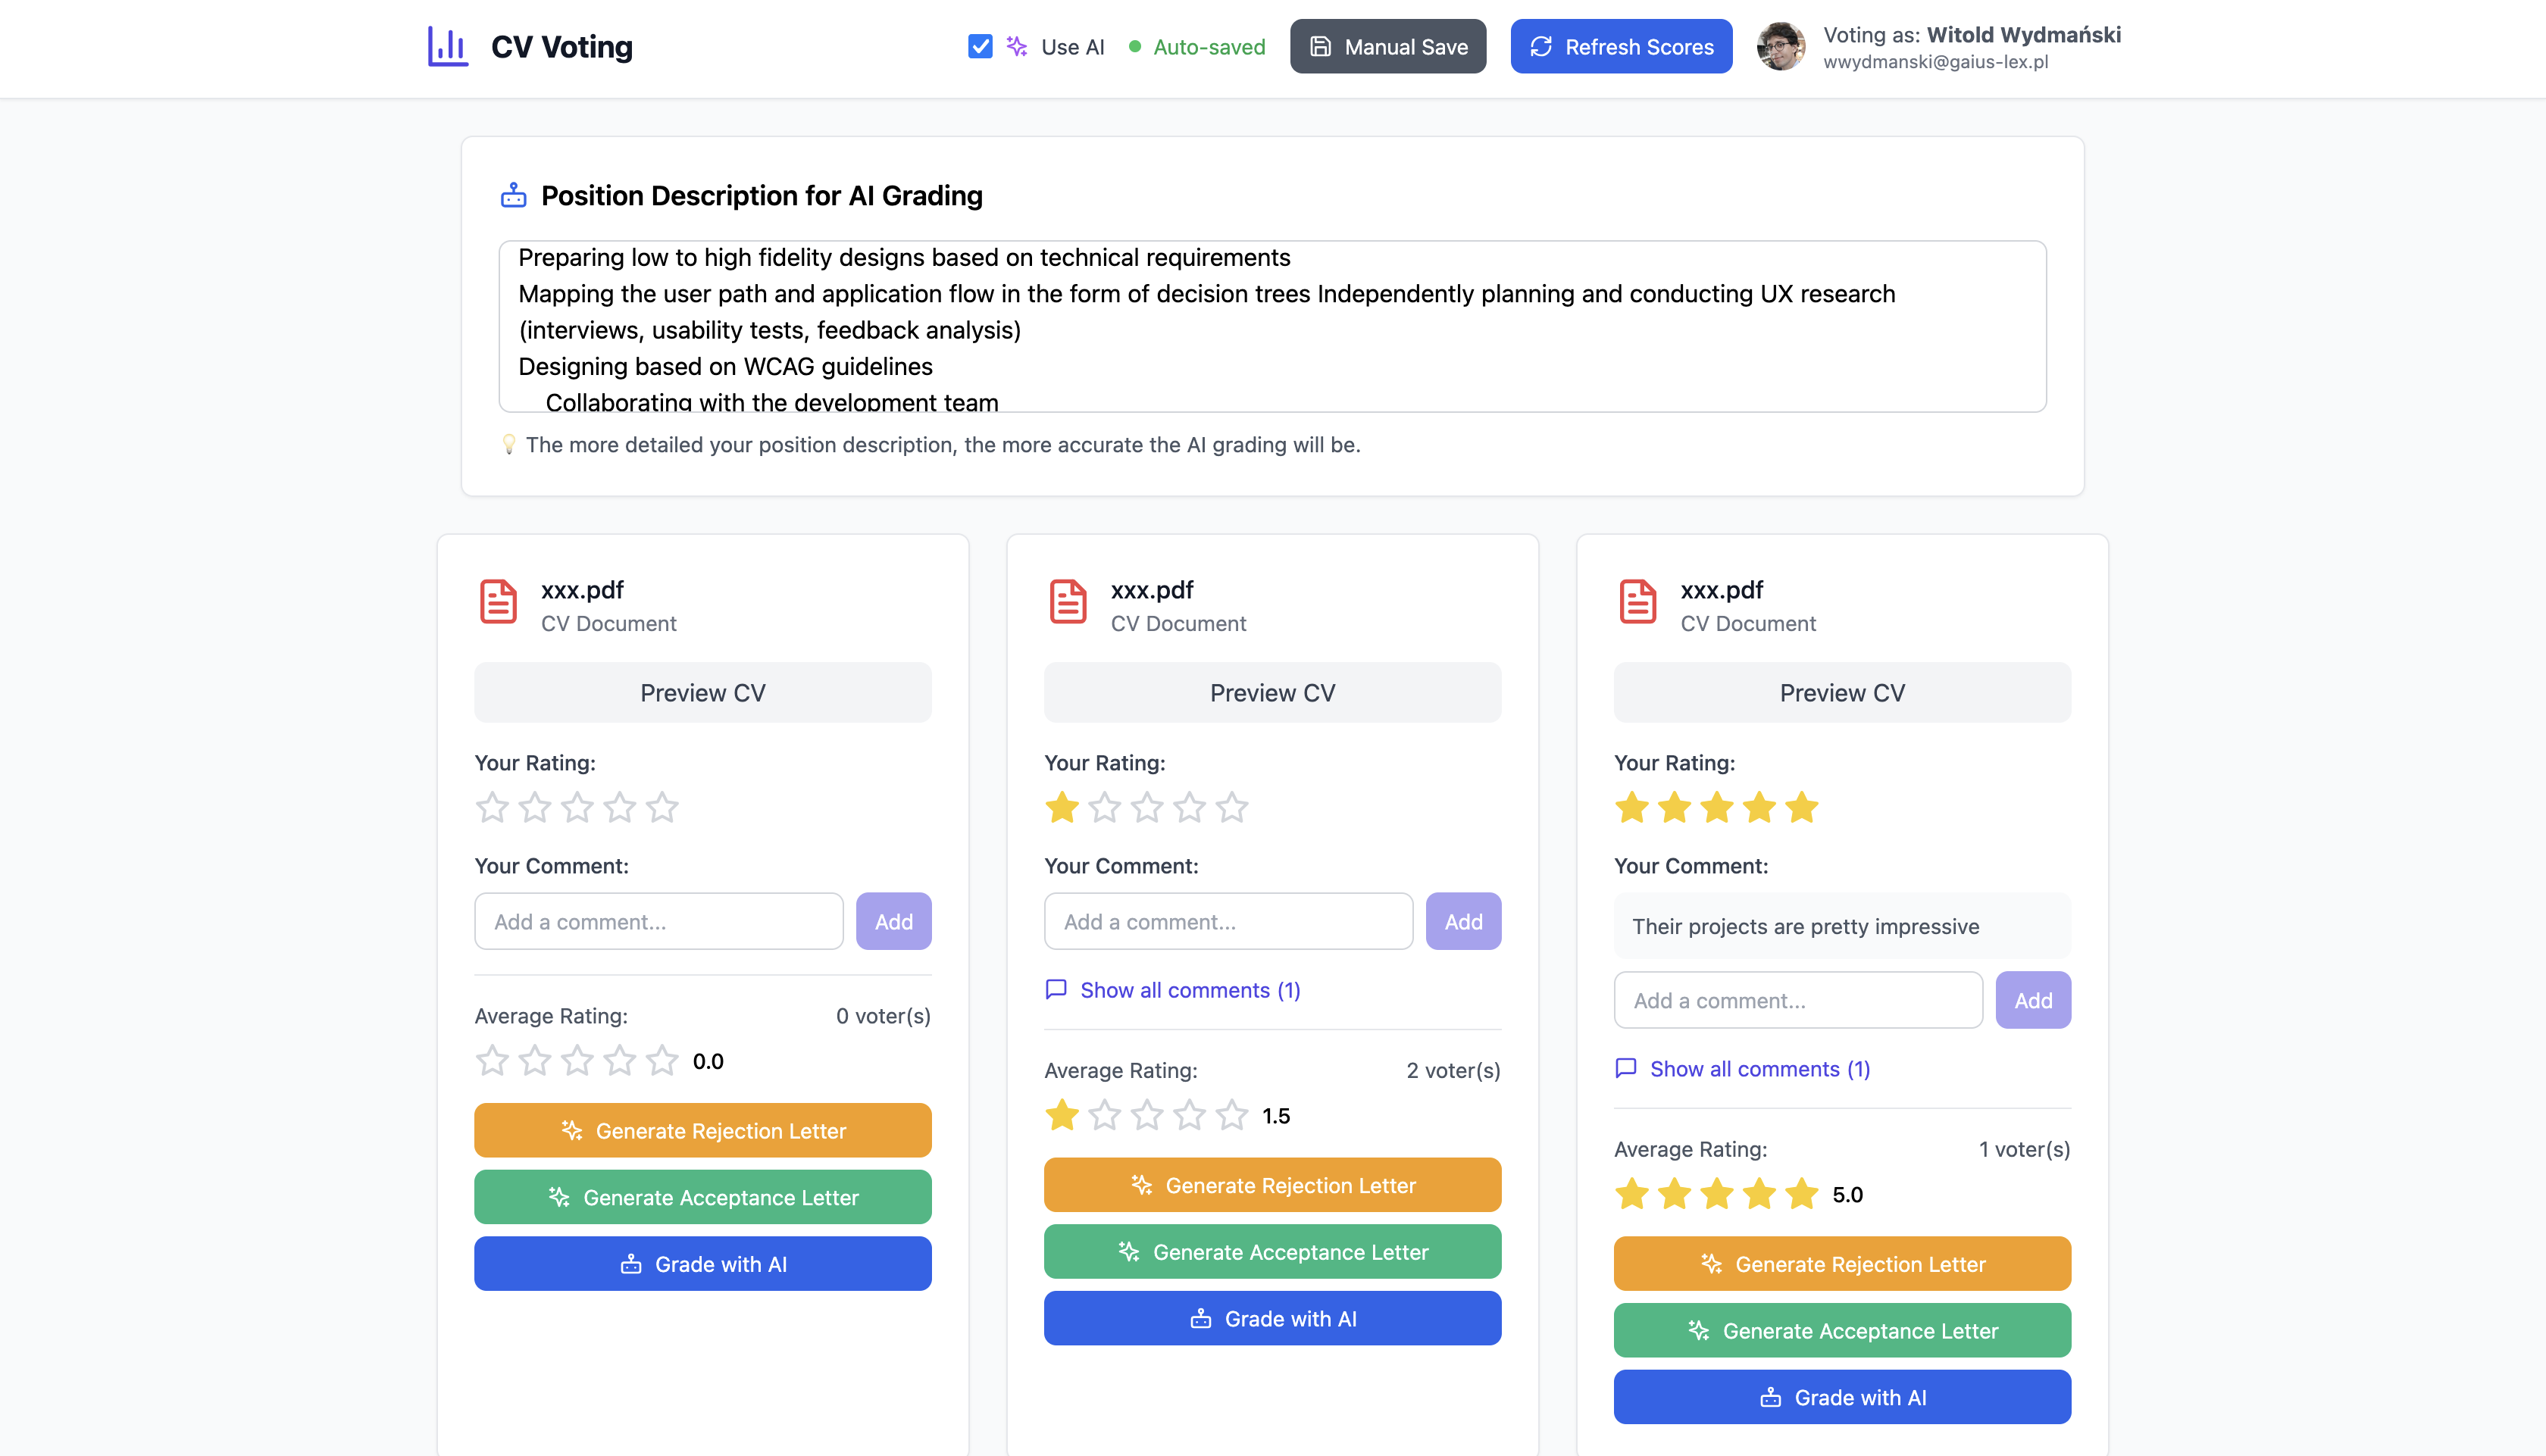 CV Voting
Use AI
Auto-saved
Manual Save
Refresh Scores
Voting as: Witold Wydmański
wwydmanski@gaius-lex.pl
Position Description for AI Grading
Preparing low to high fidelity designs based on technical requirements
Mapping the user path and application flow in the form of decision trees Independently planning and conducting UX research
(interviews, usability tests, feedback analysis)
Designing based on WCAG guidelines
Collaborating with the development team
💡 The more detailed your position description, the more accurate the AI grading will be.
xxx.pdf
CV Document
Preview CV
Your Rating:
Your Comment:
Add a comment...
Add
Average Rating:
0 voter(s)
0.0
Generate Rejection Letter
Generate Acceptance Letter
Grade with AI
xxx.pdf
CV Document
Preview CV
Your Rating:
Your Comment:
Add a comment...
Add
Show all comments (1)
Average Rating:
2 voter(s)
1.5
Generate Rejection Letter
Generate Acceptance Letter
Grade with AI
xxx.pdf
CV Document
Preview CV
Your Rating:
Your Comment:
Their projects are pretty impressive
Add a comment...
Add
Show all comments (1)
Average Rating:
1 voter(s)
5.0
Generate Rejection Letter
Generate Acceptance Letter
Grade with AI